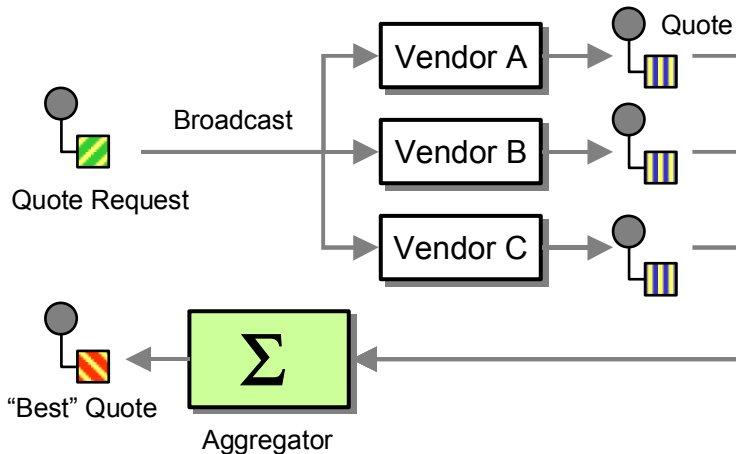 Quote
Vendor A
Broadcast
Vendor B
Quote Request
Vendor C
Σ
“Best” Quote
Aggregator